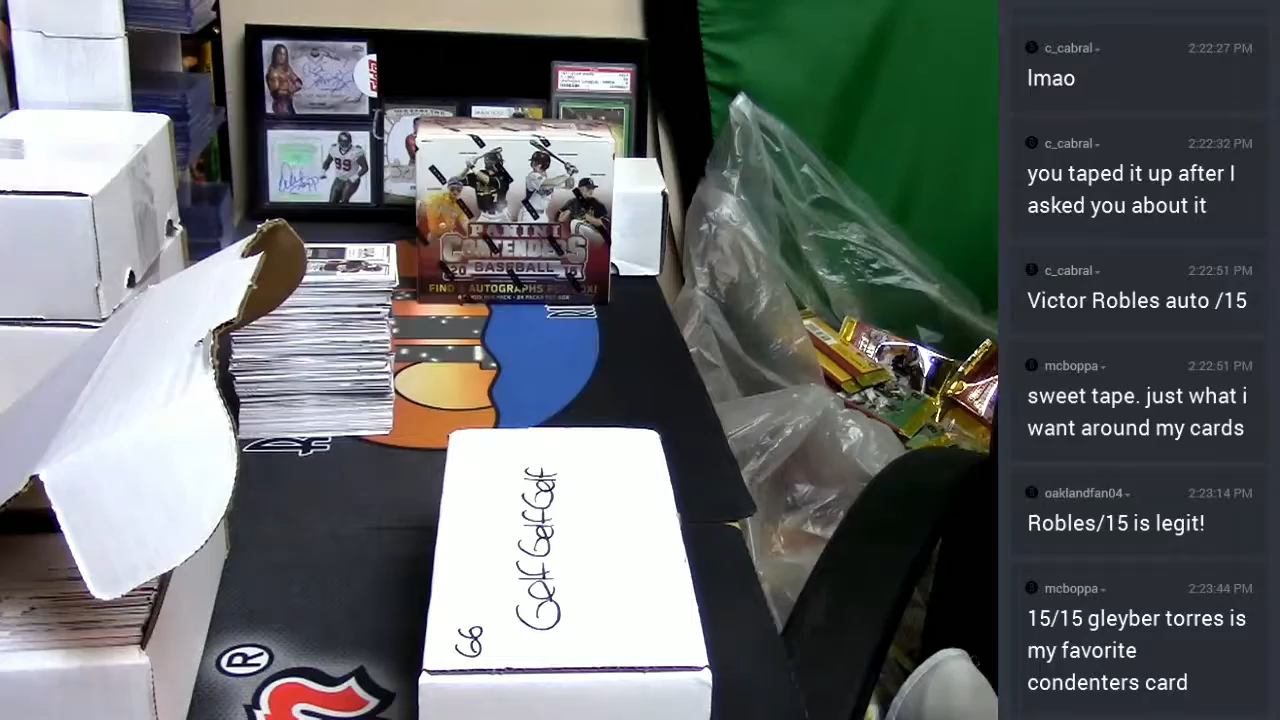 PANINI
CONTENDERS
BASEBALL
GolfGolfGolf
66
®
99
c_cabral
2:22:27 PM
lmao
c_cabral
2:22:32 PM
you taped it up after I
asked you about it
c_cabral
2:22:51 PM
Victor Robles auto /15
mcboppa
2:22:51 PM
sweet tape. just what i
want around my cards
oaklandfan04
2:23:14 PM
Robles/15 is legit!
mcboppa
2:23:44 PM
15/15 gleyber torres is
my favorite
condenters card